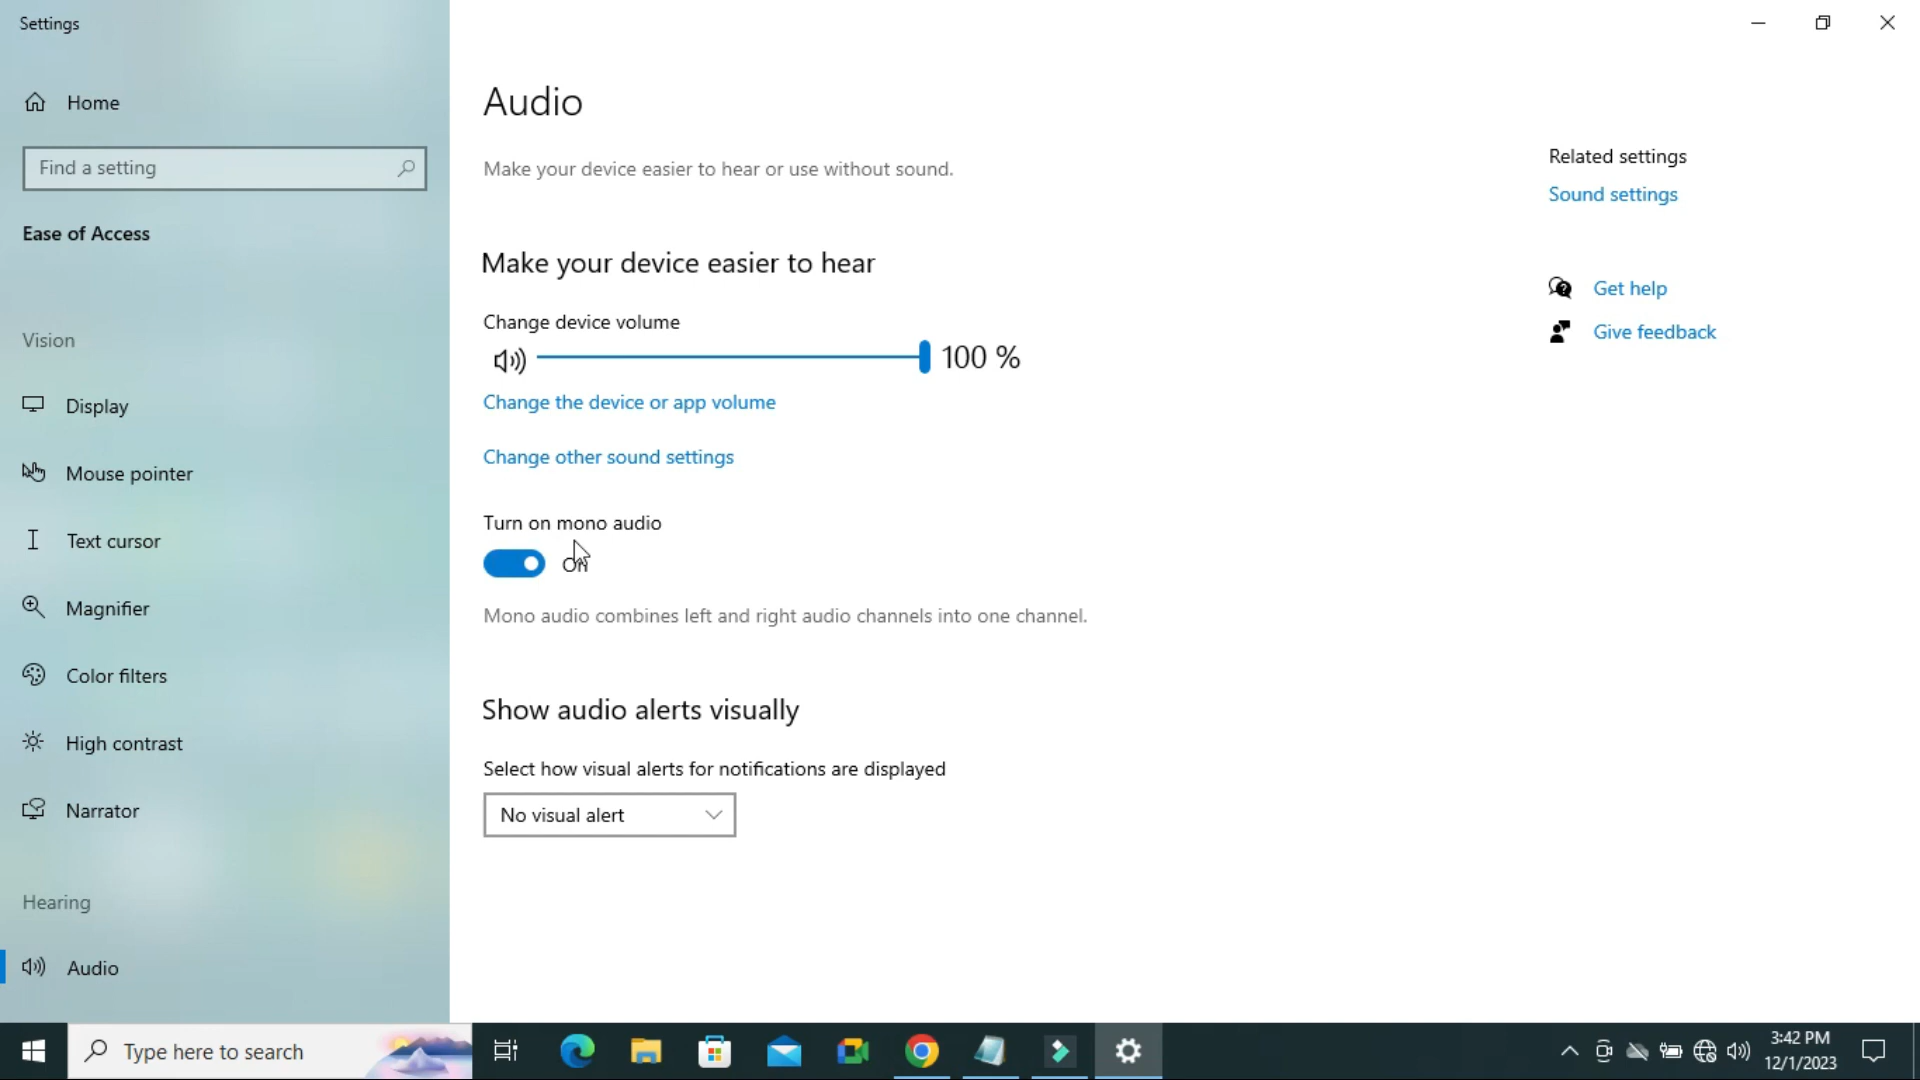 Settings
Home
Find a setting
Ease of Access
Vision
Display
Mouse pointer
Text cursor
Magnifier
Color filters
High contrast
Narrator
Hearing
Audio
Audio
Make your device easier to hear or use without sound.
Make your device easier to hear
Change device volume
100 %
Change the device or app volume
Change other sound settings
Turn on mono audio
On
Mono audio combines left and right audio channels into one channel.
Show audio alerts visually
Select how visual alerts for notifications are displayed
No visual alert
Related settings
Sound settings
Get help
Give feedback
Type here to search
3:42 PM
12/1/2023